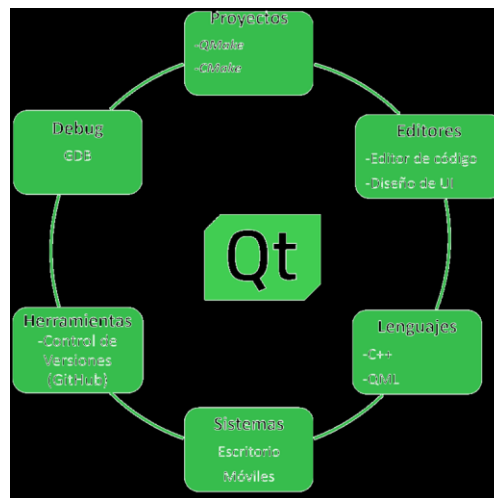 Proyectos
-QMake
-CMake
Editores
-Editor de código
-Diseño de UI
Lenguajes
-C++
-QML
Sistemas
Escritorio
Móviles
Herramientas
-Control de
Versiones
(GitHub)
Debug
GDB
Qt